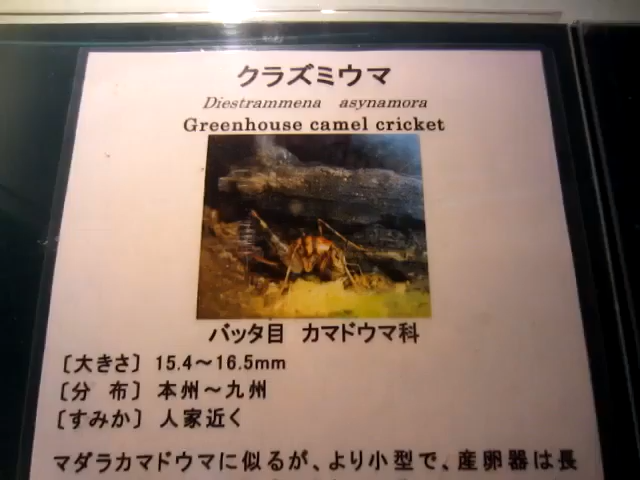 クラズミウマ
Diestrammena asynamora
Greenhouse camel cricket
バッタ目 カマドウマ科
〔大きさ〕 15.4～16.5mm
〔分 布〕 本州～九州
〔すみか〕 人家近く
マダラカマドウマに似るが、より小型で、産卵器は長